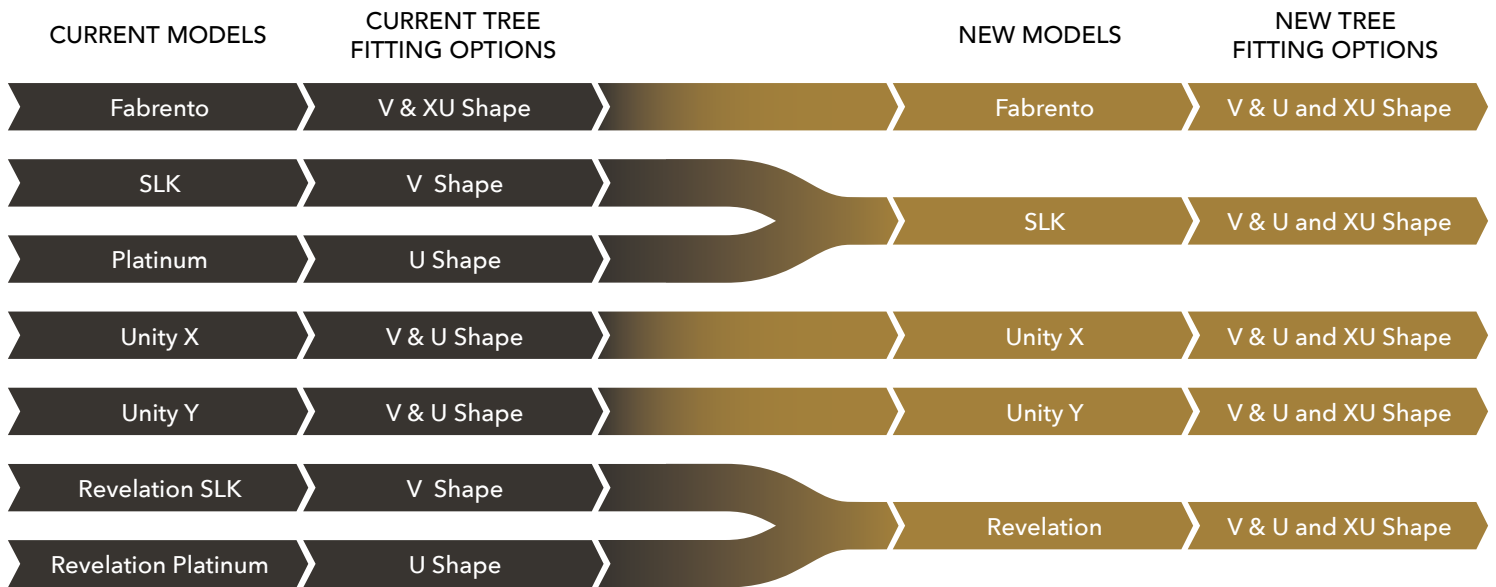 CURRENT MODELS
CURRENT TREE
FITTING OPTIONS
NEW MODELS
NEW TREE
FITTING OPTIONS
Fabrento
V & XU Shape
Fabrento
V & U and XU Shape
SLK
V Shape
Platinum
U Shape
SLK
V & U and XU Shape
Unity X
V & U Shape
Unity X
V & U and XU Shape
Unity Y
V & U Shape
Unity Y
V & U and XU Shape
Revelation SLK
V Shape
Revelation Platinum
U Shape
Revelation
V & U and XU Shape